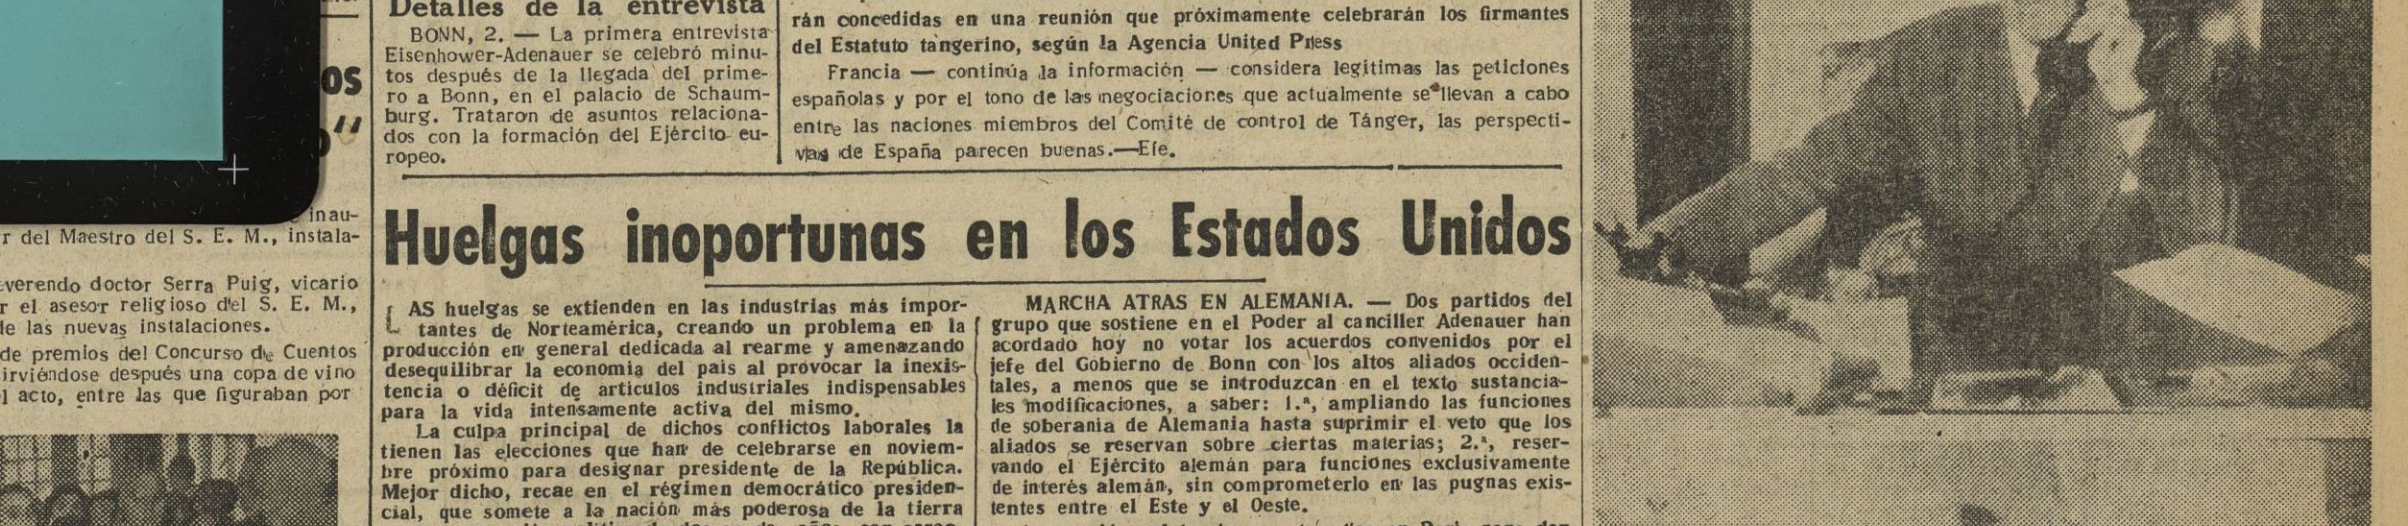 os
o"
inau-
r del Maestro del S. E. M., instala-
verendo doctor Serra Puig, vicario
r el asesor religioso del S. E. M.,
de las nuevas instalaciones.
de premios del Concurso de Cuentos
irviéndose después una copa de vino
l acto, entre las que figuraban por
Detalles de la entrevista
BONN, 2. — La primera entrevista
Eisenhower-Adenauer se celebró minu-
tos después de la llegada del prime-
ro a Bonn, en el palacio de Schaum-
burg. Trataron de asuntos relaciona-
dos con la formación del Ejército eu-
ropeo.
rán concedidas en una reunión que próximamente celebrarán los firmantes
del Estatuto tangerino, según la Agencia United Press
Francia — continúa la información — considera legítimas las peticiones
españolas y por el tono de las negociaciones que actualmente se llevan a cabo
entre las naciones miembros del Comité de control de Tánger, las perspecti-
vas de España parecen buenas.—Efe.
Huelgas inoportunas en los Estados Unidos
LAS huelgas se extienden en las industrias más impor-
tantes de Norteamérica, creando un problema en la
producción en general dedicada al rearme y amenazando
desequilibrar la economía del país al provocar la inexis-
tencia o déficit de artículos industriales indispensables
para la vida intensamente activa del mismo.
La culpa principal de dichos conflictos laborales la
tienen las elecciones que han de celebrarse en noviem-
bre próximo para designar presidente de la República.
Mejor dicho, recae en el régimen democrático presiden-
cial, que somete a la nación más poderosa de la tierra
MARCHA ATRAS EN ALEMANIA. — Dos partidos del
grupo que sostiene en el Poder al canciller Adenauer han
acordado hoy no votar los acuerdos convenidos por el
jefe del Gobierno de Bonn con los altos aliados occiden-
tales, a menos que se introduzcan en el texto sustancia-
les modificaciones, a saber: 1.ª, ampliando las funciones
de soberanía de Alemania hasta suprimir el veto que los
aliados se reservan sobre ciertas materias; 2.ª, reser-
vando el Ejército alemán para funciones exclusivamente
de interés alemán, sin comprometerlo en las pugnas exis-
tentes entre el Este y el Oeste.